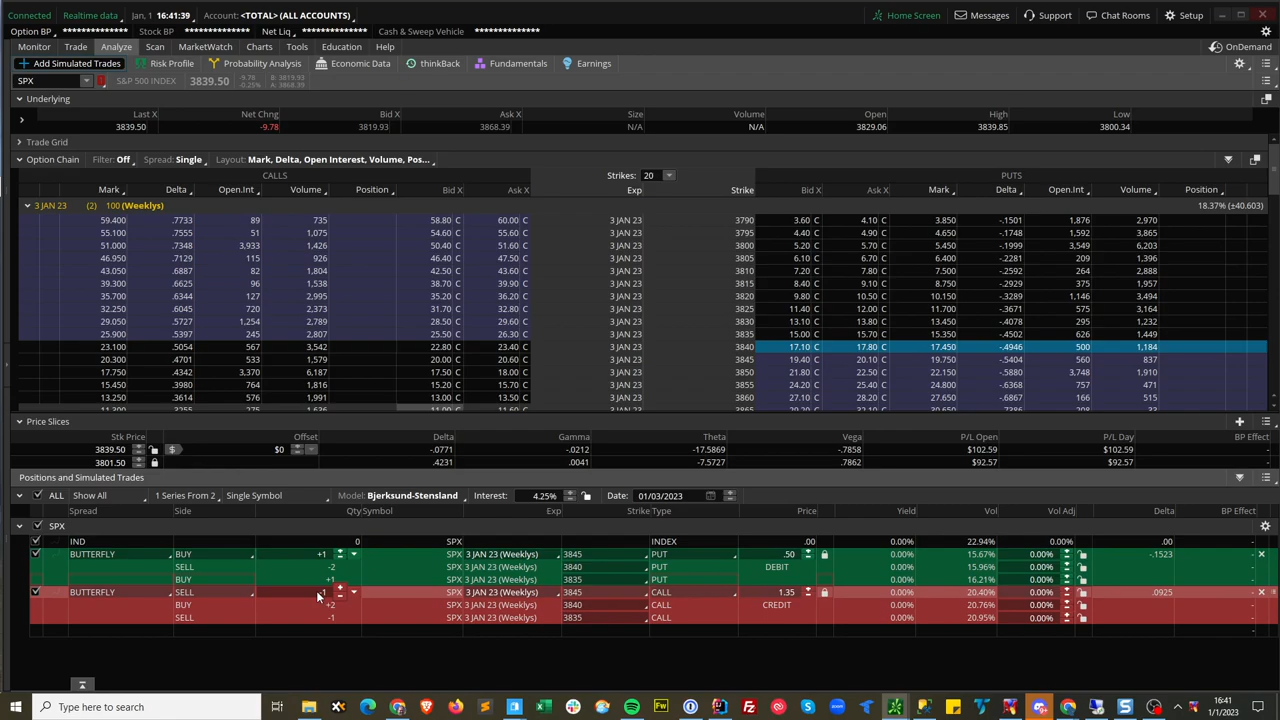 Connected Realtime data Jan, 1 16:41:39 Account: <TOTAL> (ALL ACCOUNTS) Home Screen Messages Support Chat Rooms Setup
Option BP ************** Stock BP ************** Net Liq ************** Cash & Sweep Vehicle **************
Monitor Trade Analyze Scan MarketWatch Charts Tools Education Help OnDemand
Add Simulated Trades Risk Profile Probability Analysis Economic Data thinkBack Fundamentals Earnings
SPX S&P 500 INDEX 3839.50 -9.78 -0.25% B: 3819.93 A: 3868.39
Underlying
Last X Net Chng Bid X Ask X Size Volume Open High Low
3839.50 -9.78 3819.93 3868.39 N/A N/A 3829.06 3839.85 3800.34
Trade Grid
Option Chain Filter: Off Spread: Single Layout: Mark, Delta, Open Interest, Volume, Pos...
CALLS Strikes: 20 PUTS
Mark Delta Open.Int Volume Position Bid X Ask X Exp Strike Bid X Ask X Mark Delta Open.Int Volume Position
3 JAN 23 (2) 100 (Weeklys) 18.37% (±40.603)
59.400 .7733 89 735 58.80 C 60.00 C 3 JAN 23 3790 3.60 C 4.10 C 3.850 -.1501 1,876 2,970
55.100 .7555 51 1,075 54.60 C 55.60 C 3 JAN 23 3795 4.40 C 4.90 C 4.650 -.1748 1,592 3,865
51.000 .7348 3,933 1,426 50.40 C 51.60 C 3 JAN 23 3800 5.20 C 5.70 C 5.450 -.1999 3,549 6,203
46.950 .7129 115 926 46.40 C 47.50 C 3 JAN 23 3805 6.10 C 6.70 C 6.400 -.2281 209 1,396
43.050 .6887 82 1,804 42.50 C 43.60 C 3 JAN 23 3810 7.20 C 7.80 C 7.500 -.2592 264 2,888
39.300 .6625 96 1,538 38.70 C 39.90 C 3 JAN 23 3815 8.40 C 9.10 C 8.750 -.2929 375 1,957
35.700 .6344 127 2,995 35.20 C 36.20 C 3 JAN 23 3820 9.80 C 10.50 C 10.150 -.3289 1,146 3,494
32.250 .6045 720 2,373 31.70 C 32.80 C 3 JAN 23 3825 11.40 C 12.00 C 11.700 -.3671 575 3,164
29.050 .5727 1,254 2,789 28.50 C 29.60 C 3 JAN 23 3830 13.10 C 13.80 C 13.450 -.4078 295 1,232
25.900 .5397 245 2,807 25.50 C 26.30 C 3 JAN 23 3835 15.00 C 15.70 C 15.350 -.4502 626 1,449
23.100 .5054 567 3,542 22.80 C 23.40 C 3 JAN 23 3840 17.10 C 17.80 C 17.450 -.4946 500 1,184
20.300 .4701 533 1,579 20.00 C 20.60 C 3 JAN 23 3845 19.40 C 20.10 C 19.750 -.5404 560 837
17.750 .4342 3,370 6,187 17.50 C 18.00 C 3 JAN 23 3850 21.80 C 22.50 C 22.150 -.5880 3,748 1,910
15.450 .3980 764 1,816 15.20 C 15.70 C 3 JAN 23 3855 24.20 C 25.40 C 24.800 -.6368 757 471
13.250 .3614 576 1,991 13.00 C 13.50 C 3 JAN 23 3860 27.10 C 28.20 C 27.650 -.6865 166 515
11.300 .3255 275 1,636 11.00 C 11.60 C 3 JAN 23 3865
Price Slices
Stk Price Offset Delta Gamma Theta Vega P/L Open P/L Day BP Effect
3839.50 $ $0 -.0771 -.0212 -17.5869 -.7858 $102.59 $102.59 -
3801.50 .4231 .0041 -7.5727 .7862 $92.57 $92.57 -
Positions and Simulated Trades
ALL Show All 1 Series From 2 Single Symbol Model: Bjerksund-Stensland Interest: 4.25% Date: 01/03/2023
Spread Side Qty Symbol Exp Strike Type Price Yield Vol Vol Adj Delta BP Effect
SPX
IND 0 SPX INDEX .00 0.00% 22.94% 0.00% .00 -
BUTTERFLY BUY +1 SPX 3 JAN 23 (Weeklys) 3845 PUT .50 0.00% 15.67% 0.00% -.1523 -
SELL -2 SPX 3 JAN 23 (Weeklys) 3840 PUT DEBIT 0.00% 15.96% 0.00%
BUY +1 SPX 3 JAN 23 (Weeklys) 3835 PUT 0.00% 16.21% 0.00%
BUTTERFLY SELL -1 SPX 3 JAN 23 (Weeklys) 3845 CALL 1.35 0.00% 20.40% 0.00% .0925 -
BUY +2 SPX 3 JAN 23 (Weeklys) 3840 CALL CREDIT 0.00% 20.76% 0.00%
SELL -1 SPX 3 JAN 23 (Weeklys) 3835 CALL 0.00% 20.95% 0.00%
Type here to search
16:41
1/1/2023